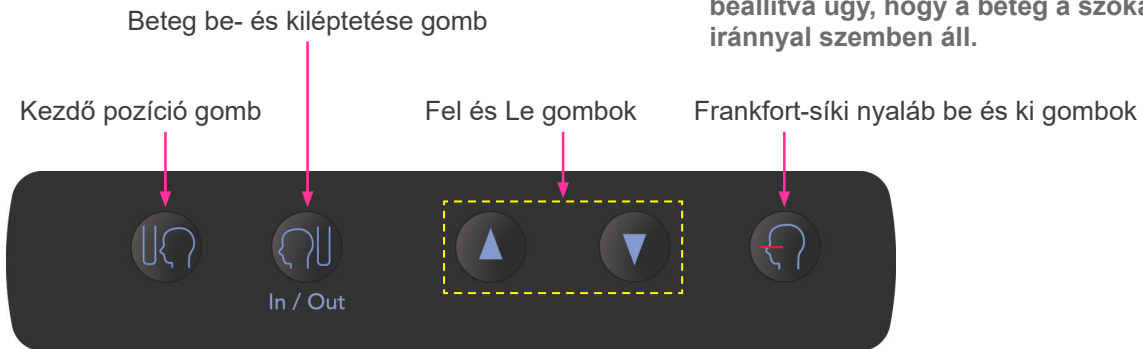 beállítva úgy, hogy a beteg a
iránnyal szemben áll.
Beteg be- és kiléptetése gomb
Kezdő pozíció gomb
Fel és Le gombok
Frankfort-síki nyaláb be és ki gombok
In / Out